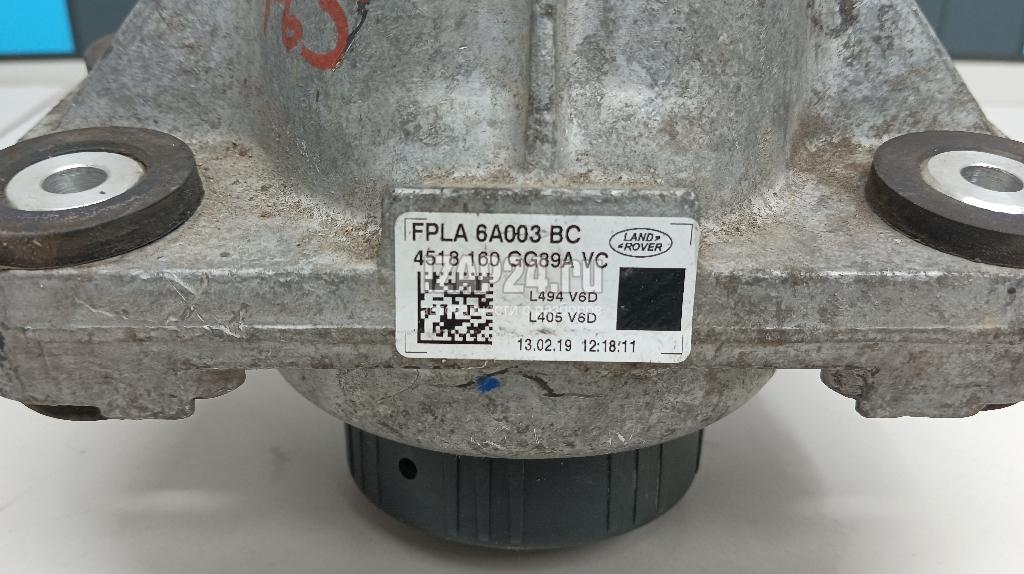 FPLA 6A003 BC
LAND
ROVER
4518 160 GG89A VC
L494 V6D
L405 V6D
13.02.19 12:18:11